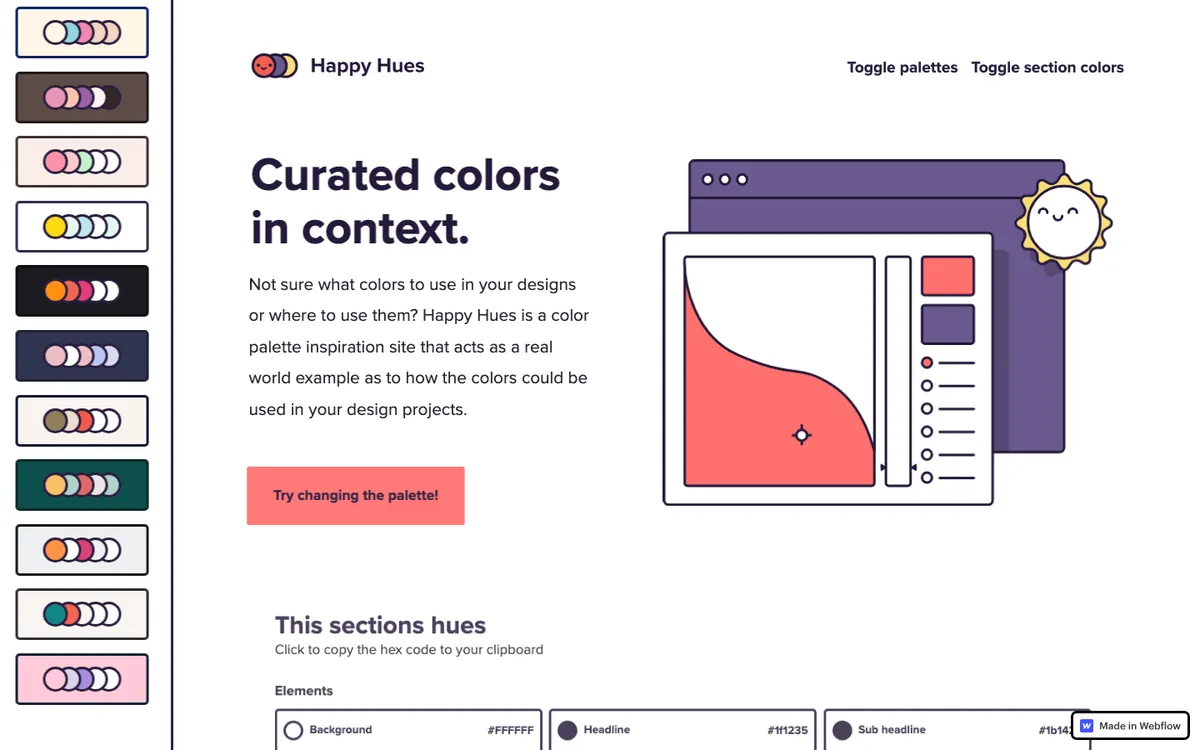 Happy Hues
Toggle palettes
Toggle section colors
Curated colors
in context.
Not sure what colors to use in your designs
or where to use them? Happy Hues is a color
palette inspiration site that acts as a real
world example as to how the colors could be
used in your design projects.
Try changing the palette!
This sections hues
Click to copy the hex code to your clipboard
Elements
Background #FFFFFF
Headline #1f1235
Sub headline
Made in Webflow